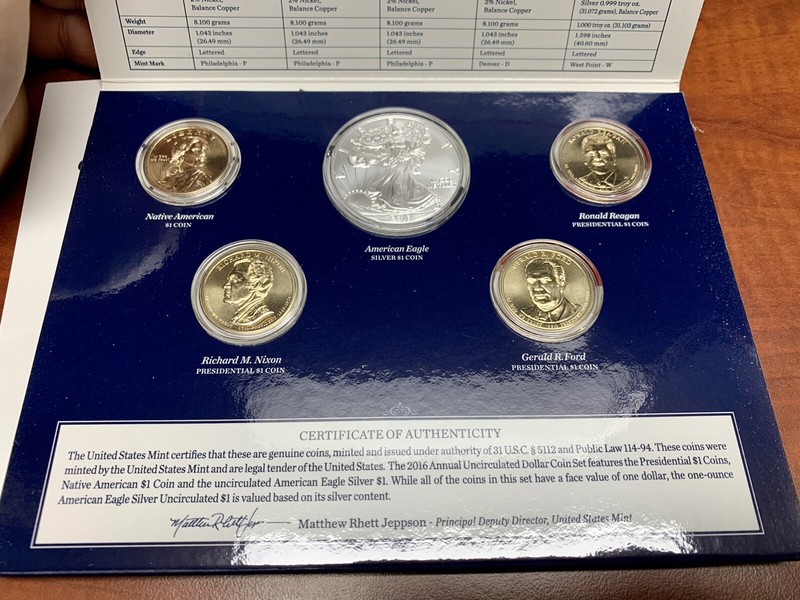 2% Nickel, 2% Nickel, 2% Nickel, 2% Nickel, Silver 0.999 troy oz.
Balance Copper Balance Copper Balance Copper Balance Copper (31.072 grams), Balance Copper
Weight 8.100 grams 8.100 grams 8.100 grams 8.100 grams 1.000 troy oz. (31.103 grams)
Diameter 1.043 inches 1.043 inches 1.043 inches 1.043 inches 1.598 inches
(26.49 mm) (26.49 mm) (26.49 mm) (26.49 mm) (40.60 mm)
Edge Lettered Lettered Lettered Lettered Lettered
Mint Mark Philadelphia - P Philadelphia - P Philadelphia - P Denver - D West Point - W
Native American
$1 COIN
American Eagle
SILVER $1 COIN
Ronald Reagan
PRESIDENTIAL $1 COIN
Richard M. Nixon
PRESIDENTIAL $1 COIN
Gerald R. Ford
PRESIDENTIAL $1 COIN
CERTIFICATE OF AUTHENTICITY
The United States Mint certifies that these are genuine coins, minted and issued under authority of 31 U.S.C. § 5112 and Public Law 114-94. These coins were
minted by the United States Mint and are legal tender of the United States. The 2016 Annual Uncirculated Dollar Coin Set features the Presidential $1 Coins,
Native American $1 Coin and the uncirculated American Eagle Silver $1. While all of the coins in this set have a face value of one dollar, the one-ounce
American Eagle Silver Uncirculated $1 is valued based on its silver content.
Matthew Rhett Jeppson - Principal Deputy Director, United States Mint